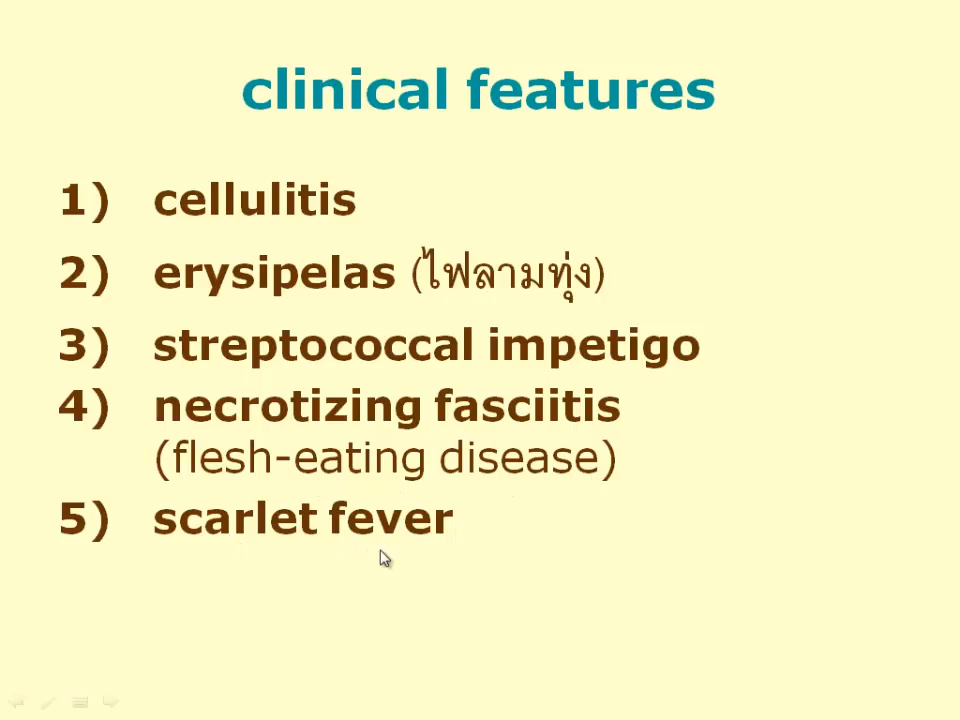 clinical features
1) cellulitis
2) erysipelas (ไฟลามทุ่ง)
3) streptococcal impetigo
4) necrotizing fasciitis
(flesh-eating disease)
5) scarlet fever